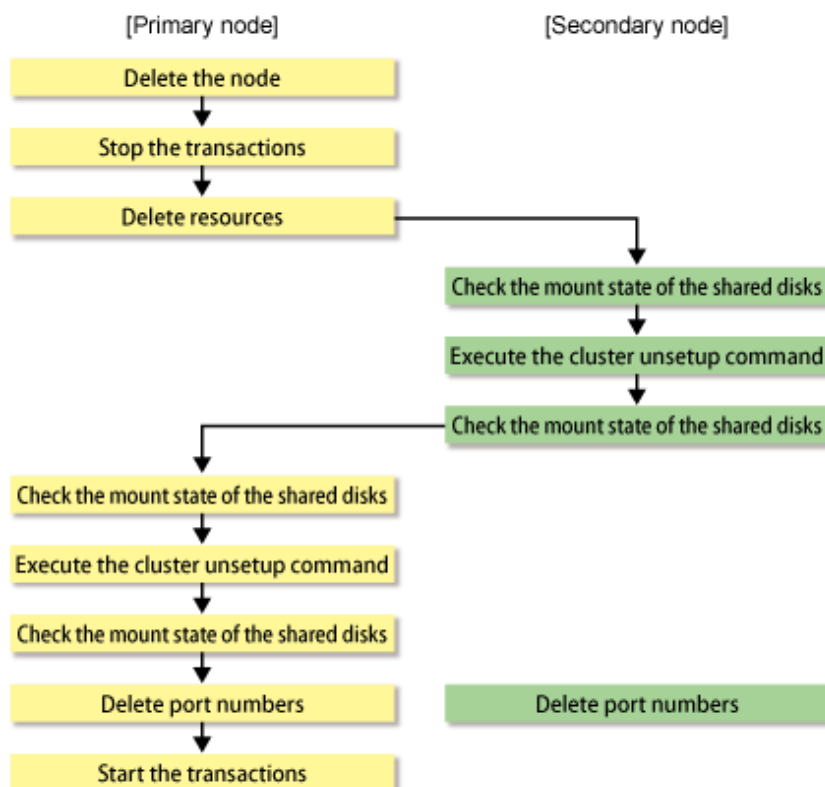 [Primary node]
[Secondary node]
Delete the node
Stop the transactions
Delete resources
Check the mount state of the shared disks
Execute the cluster unsetup command
Check the mount state of the shared disks
Check the mount state of the shared disks
Execute the cluster unsetup command
Check the mount state of the shared disks
Delete port numbers
Delete port numbers
Start the transactions